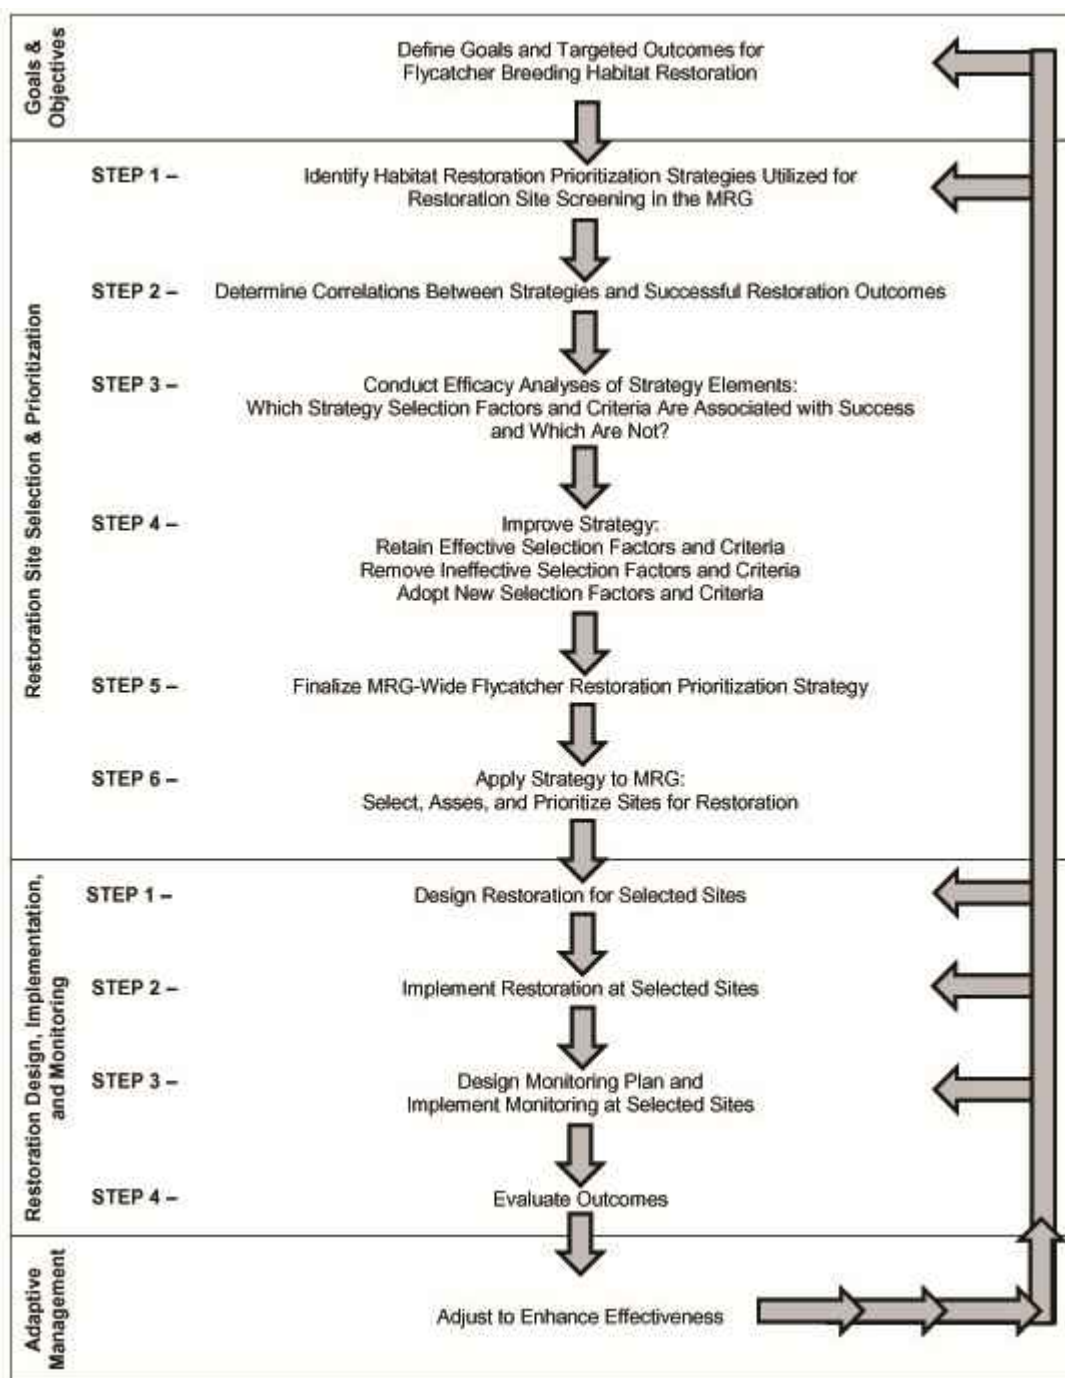 Goals &
Objectives
Define Goals and Targeted Outcomes for
Flycatcher Breeding Habitat Restoration
Restoration Site Selection & Prioritization
STEP 1 –
Identify Habitat Restoration Prioritization Strategies Utilized for
Restoration Site Screening in the MRG
STEP 2 –
Determine Correlations Between Strategies and Successful Restoration Outcomes
STEP 3 –
Conduct Efficacy Analyses of Strategy Elements:
Which Strategy Selection Factors and Criteria Are Associated with Success
and Which Are Not?
STEP 4 –
Improve Strategy:
Retain Effective Selection Factors and Criteria
Remove Ineffective Selection Factors and Criteria
Adopt New Selection Factors and Criteria
STEP 5 –
Finalize MRG-Wide Flycatcher Restoration Prioritization Strategy
STEP 6 –
Apply Strategy to MRG:
Select, Asses, and Prioritize Sites for Restoration
Restoration Design, Implementation,
and Monitoring
STEP 1 –
Design Restoration for Selected Sites
STEP 2 –
Implement Restoration at Selected Sites
STEP 3 –
Design Monitoring Plan and
Implement Monitoring at Selected Sites
STEP 4 –
Evaluate Outcomes
Adaptive
Management
Adjust to Enhance Effectiveness